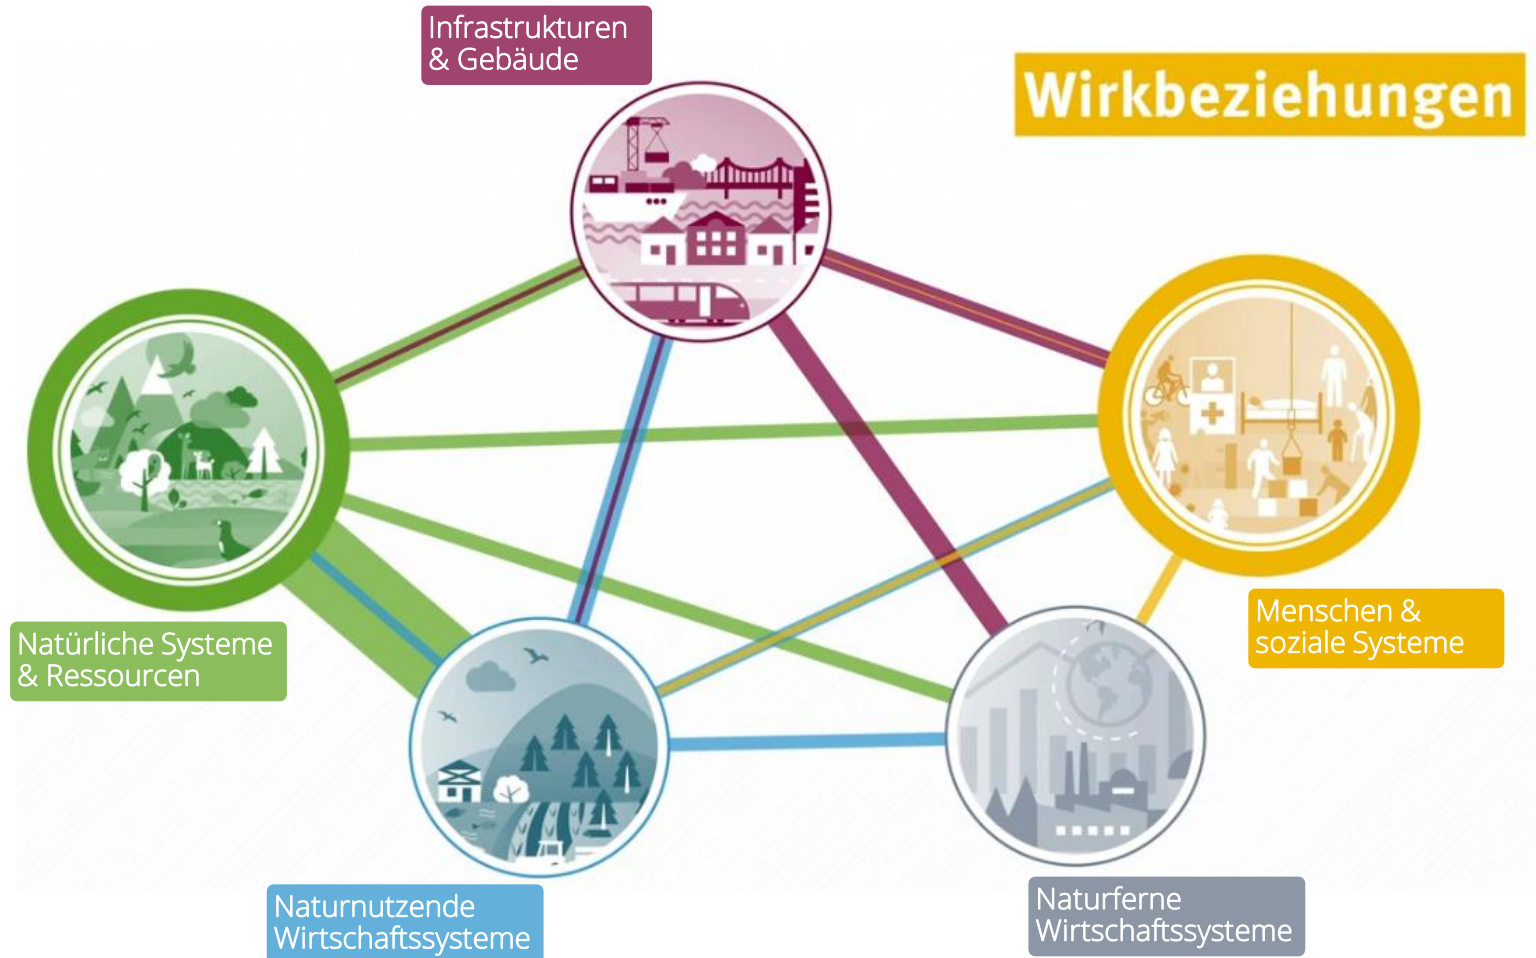 Infrastrukturen
& Gebäude
Wirkbeziehungen
Natürliche Systeme
& Ressourcen
Menschen &
soziale Systeme
Naturnutzende
Wirtschaftssysteme
Naturferne
Wirtschaftssysteme